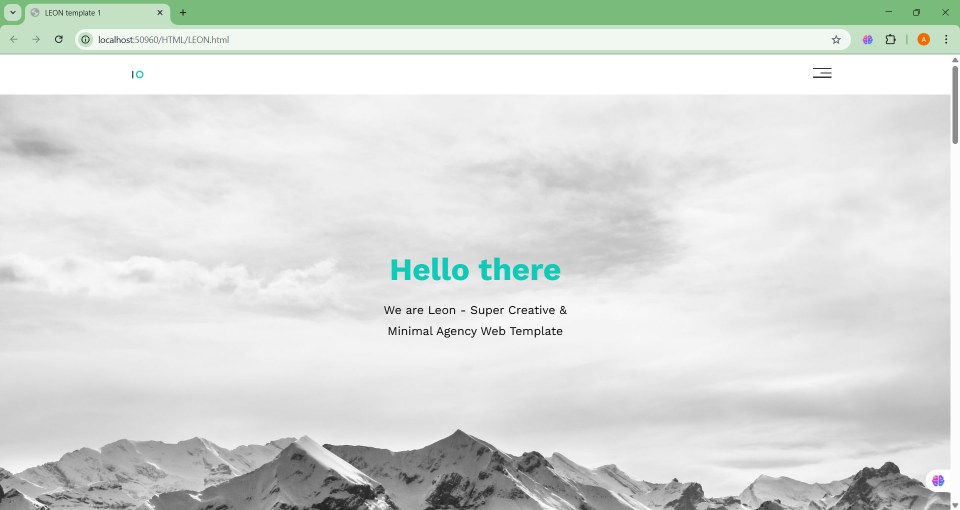 LEON template 1
localhost:50960/HTML/LEON.html
A
IO
Hello there
We are Leon - Super Creative &
Minimal Agency Web Template